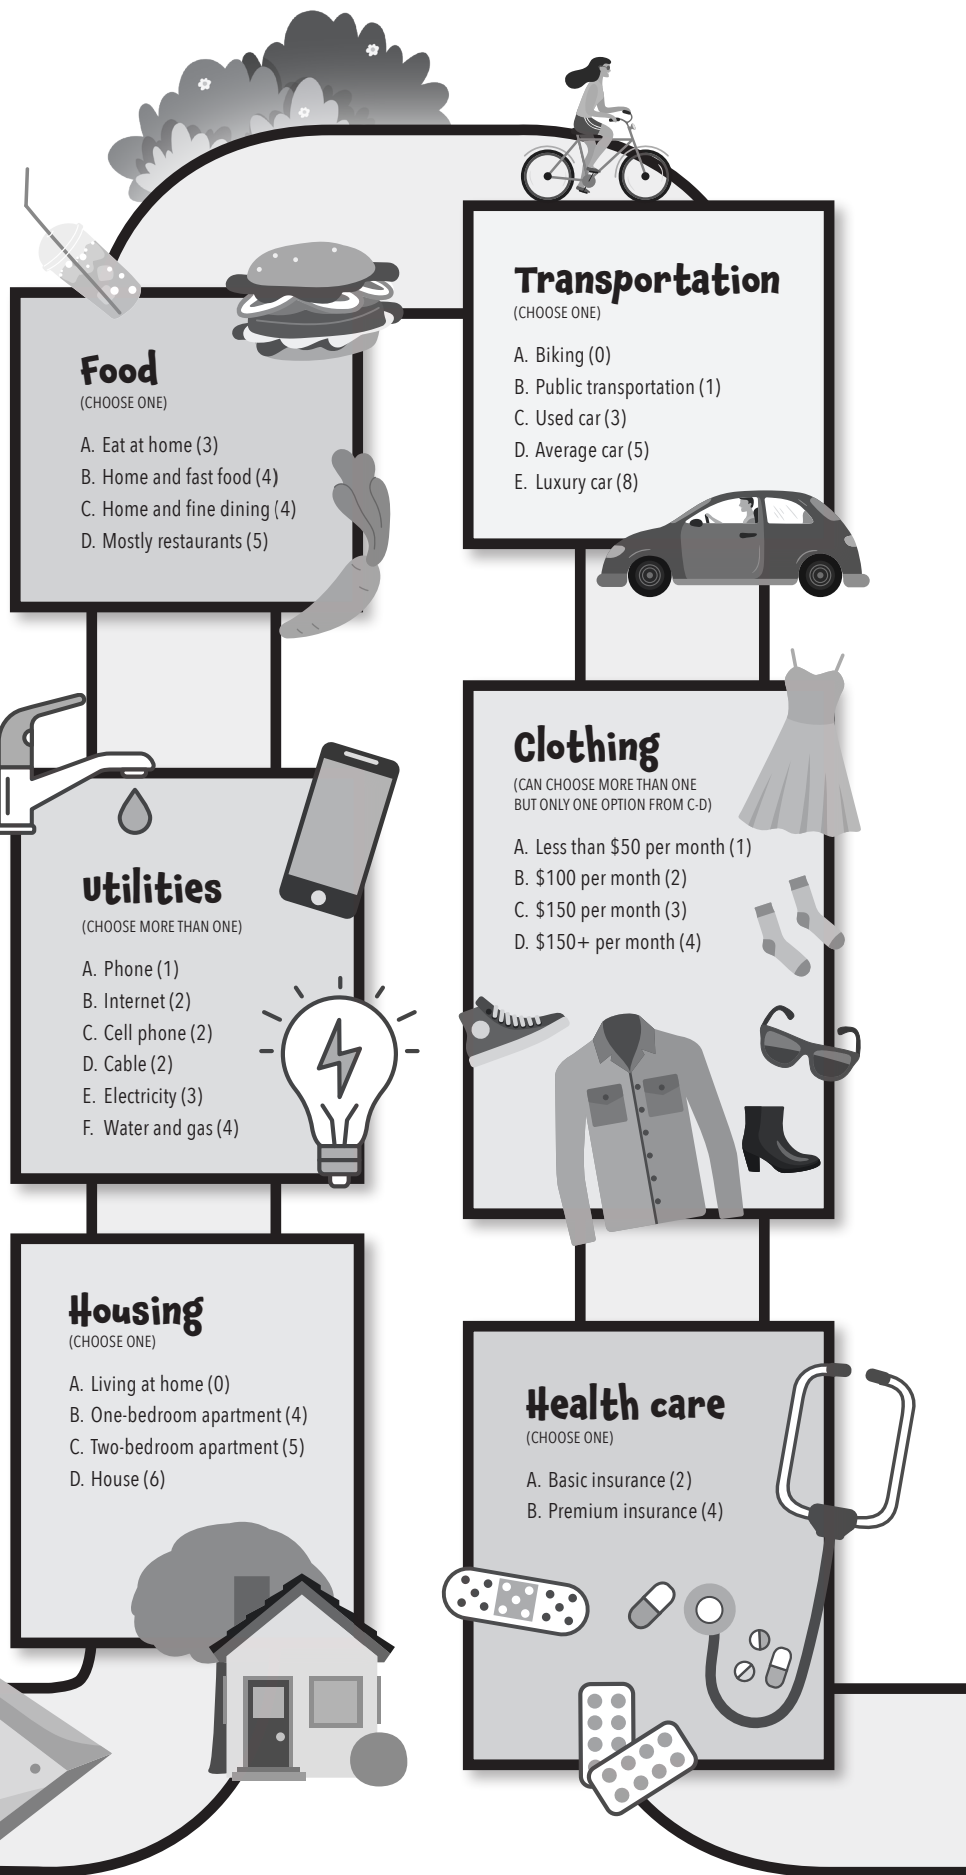 Transportation
(CHOOSE ONE)
A. Biking (0)
B. Public transportation (1)
C. Used car (3)
D. Average car (5)
E. Luxury car (8)
Food
(CHOOSE ONE)
A. Eat at home (3)
B. Home and fast food (4)
C. Home and fine dining (4)
D. Mostly restaurants (5)
Clothing
(CAN CHOOSE MORE THAN ONE
BUT ONLY ONE OPTION FROM C-D)
A. Less than $50 per month (1)
B. $100 per month (2)
C. $150 per month (3)
D. $150+ per month (4)
Utilities
(CHOOSE MORE THAN ONE)
A. Phone (1)
B. Internet (2)
C. Cell phone (2)
D. Cable (2)
E. Electricity (3)
F. Water and gas (4)
Housing
(CHOOSE ONE)
A. Living at home (0)
B. One-bedroom apartment (4)
C. Two-bedroom apartment (5)
D. House (6)
Health care
(CHOOSE ONE)
A. Basic insurance (2)
B. Premium insurance (4)